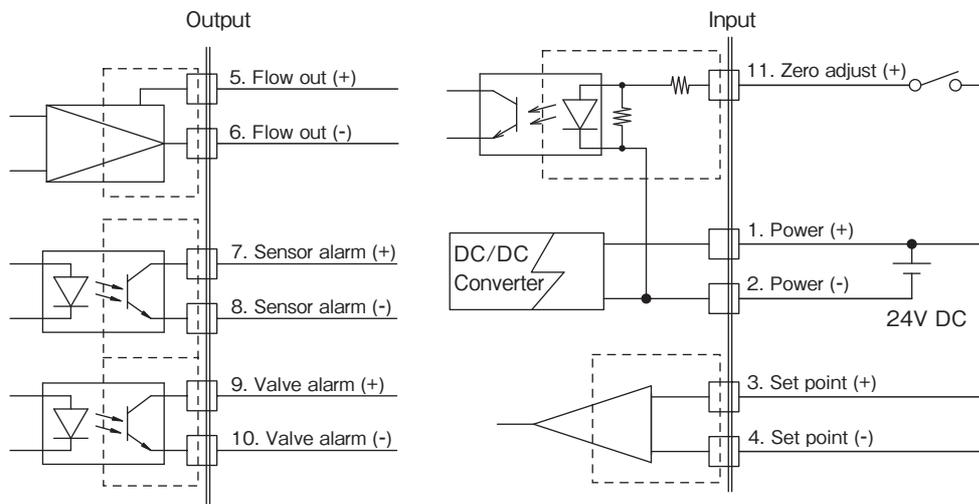 Output
5. Flow out (+)
6. Flow out (-)
7. Sensor alarm (+)
8. Sensor alarm (-)
9. Valve alarm (+)
10. Valve alarm (-)
Input
11. Zero adjust (+)
DC/DC
Converter
1. Power (+)
2. Power (-)
24V DC
3. Set point (+)
4. Set point (-)